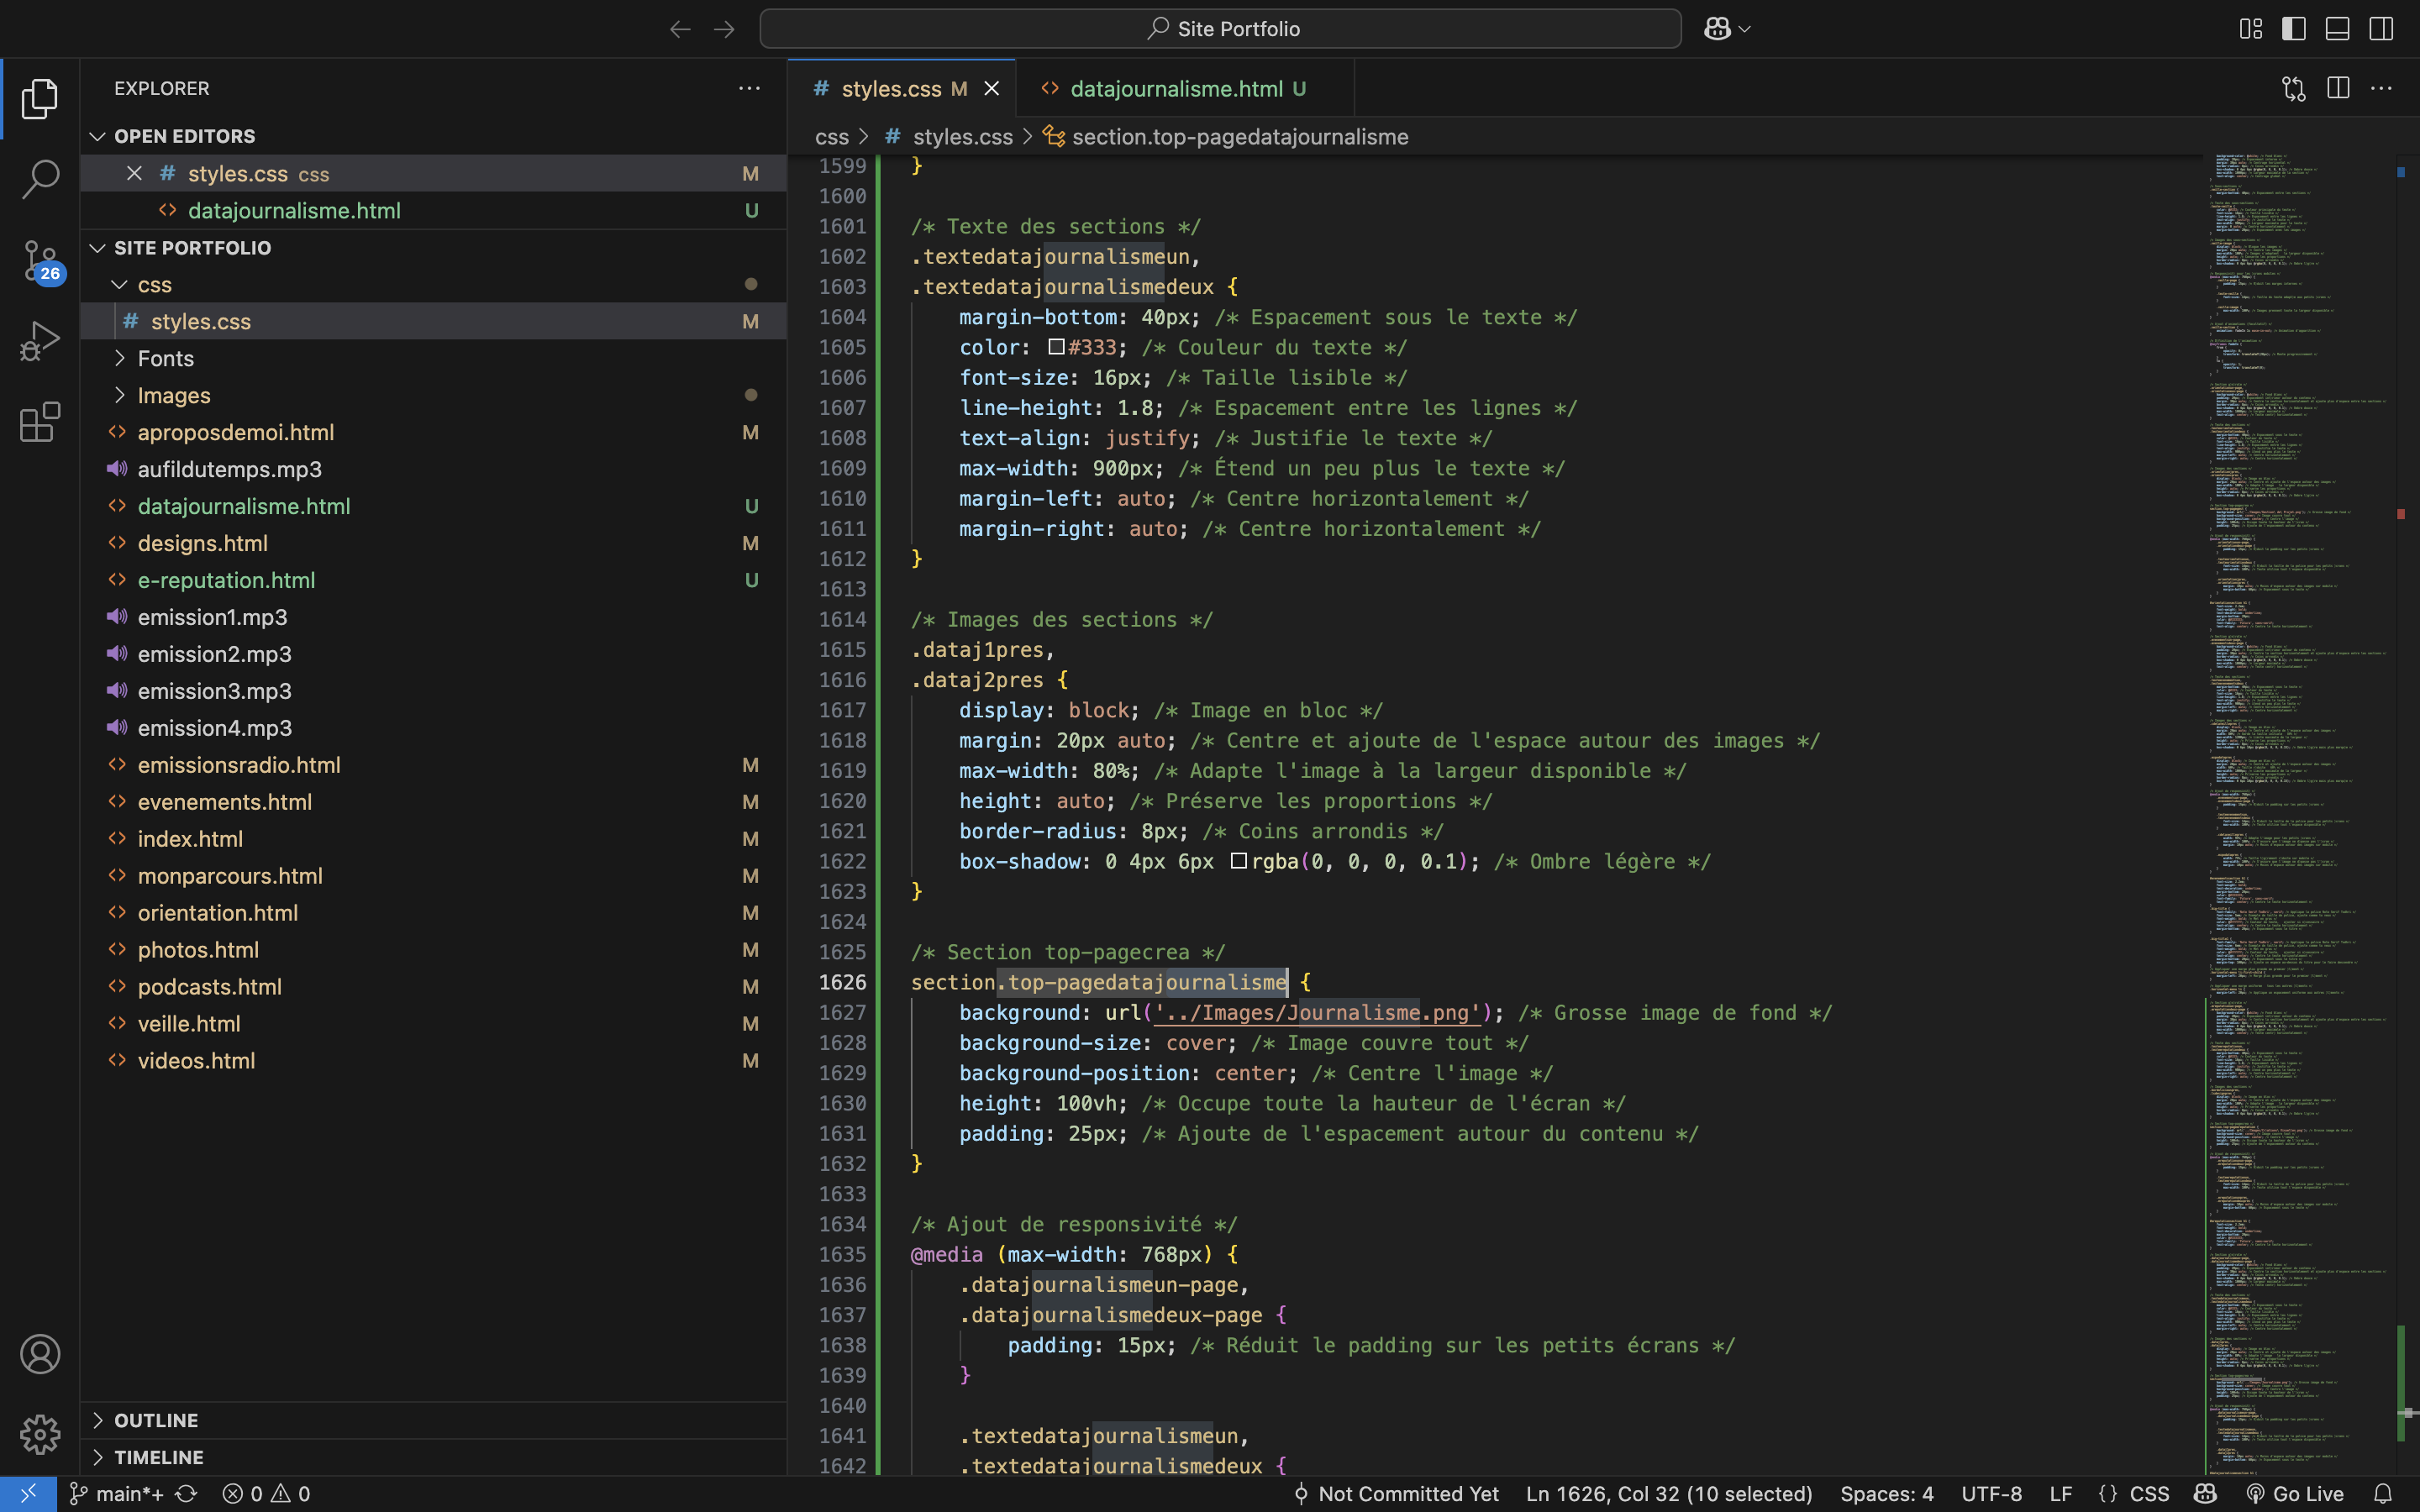 Site Portfolio
EXPLORER
OPEN EDITORS
styles.css css M
datajournalisme.html U
SITE PORTFOLIO
css
styles.css M
Fonts
Images
aproposdemoi.html M
aufildutemps.mp3
datajournalisme.html U
designs.html M
e-reputation.html U
emission1.mp3
emission2.mp3
emission3.mp3
emission4.mp3
emissionsradio.html M
evenements.html M
index.html M
monparcours.html M
orientation.html M
photos.html M
podcasts.html M
veille.html M
videos.html M
OUTLINE
TIMELINE
26
styles.css M
datajournalisme.html U
css > # styles.css > section.top-pagedatajournalisme
1599 }
1600
1601 /* Texte des sections */
1602 .textedatajournalismeun,
1603 .textedatajournalismedeux {
1604 margin-bottom: 40px; /* Espacement sous le texte */
1605 color: #333; /* Couleur du texte */
1606 font-size: 16px; /* Taille lisible */
1607 line-height: 1.8; /* Espacement entre les lignes */
1608 text-align: justify; /* Justifie le texte */
1609 max-width: 900px; /* Étend un peu plus le texte */
1610 margin-left: auto; /* Centre horizontalement */
1611 margin-right: auto; /* Centre horizontalement */
1612 }
1613
1614 /* Images des sections */
1615 .dataj1pres,
1616 .dataj2pres {
1617 display: block; /* Image en bloc */
1618 margin: 20px auto; /* Centre et ajoute de l'espace autour des images */
1619 max-width: 80%; /* Adapte l'image à la largeur disponible */
1620 height: auto; /* Préserve les proportions */
1621 border-radius: 8px; /* Coins arrondis */
1622 box-shadow: 0 4px 6px rgba(0, 0, 0, 0.1); /* Ombre légère */
1623 }
1624
1625 /* Section top-pagecrea */
1626 section.top-pagedatajournalisme {
1627 background: url('../Images/Journalisme.png'); /* Grosse image de fond */
1628 background-size: cover; /* Image couvre tout */
1629 background-position: center; /* Centre l'image */
1630 height: 100vh; /* Occupe toute la hauteur de l'écran */
1631 padding: 25px; /* Ajoute de l'espacement autour du contenu */
1632 }
1633
1634 /* Ajout de responsivité */
1635 @media (max-width: 768px) {
1636 .datajournalismeun-page,
1637 .datajournalismedeux-page {
1638 padding: 15px; /* Réduit le padding sur les petits écrans */
1639 }
1640
1641 .textedatajournalismeun,
1642 .textedatajournalismedeux {
main*+ 0 0
Not Committed Yet Ln 1626, Col 32 (10 selected) Spaces: 4 UTF-8 LF {} CSS Go Live